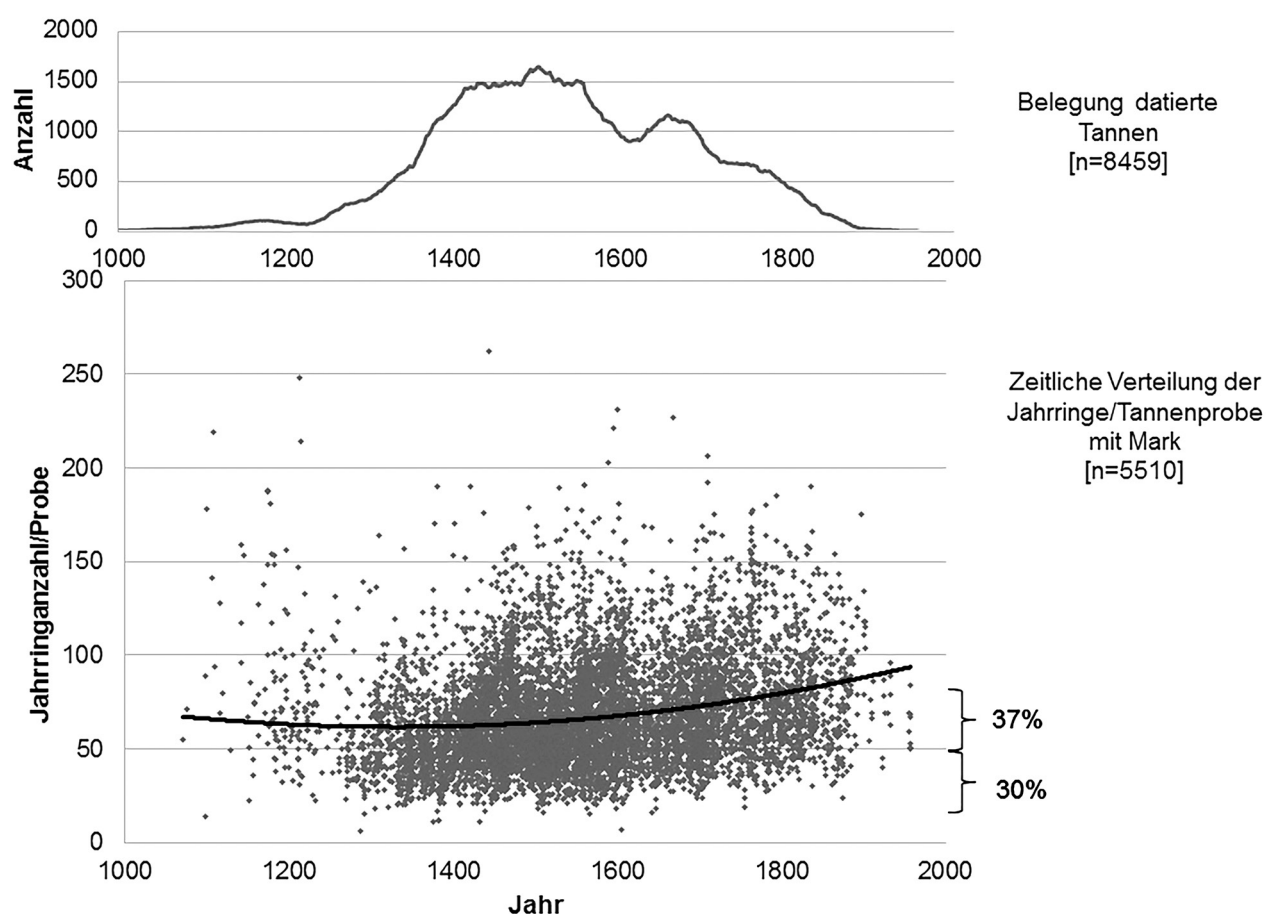 2000
1500
1000
500
0
Anzahl
1000 1200 1400 1600 1800 2000
Belegung datierte
Tannen
[n=8459]
300
250
200
150
100
50
0
Jahrringanzahl/Probe
1000 1200 1400 1600 1800 2000
Jahr
Zeitliche Verteilung der
Jahrringe/Tannenprobe
mit Mark
[n=5510]
37%
30%